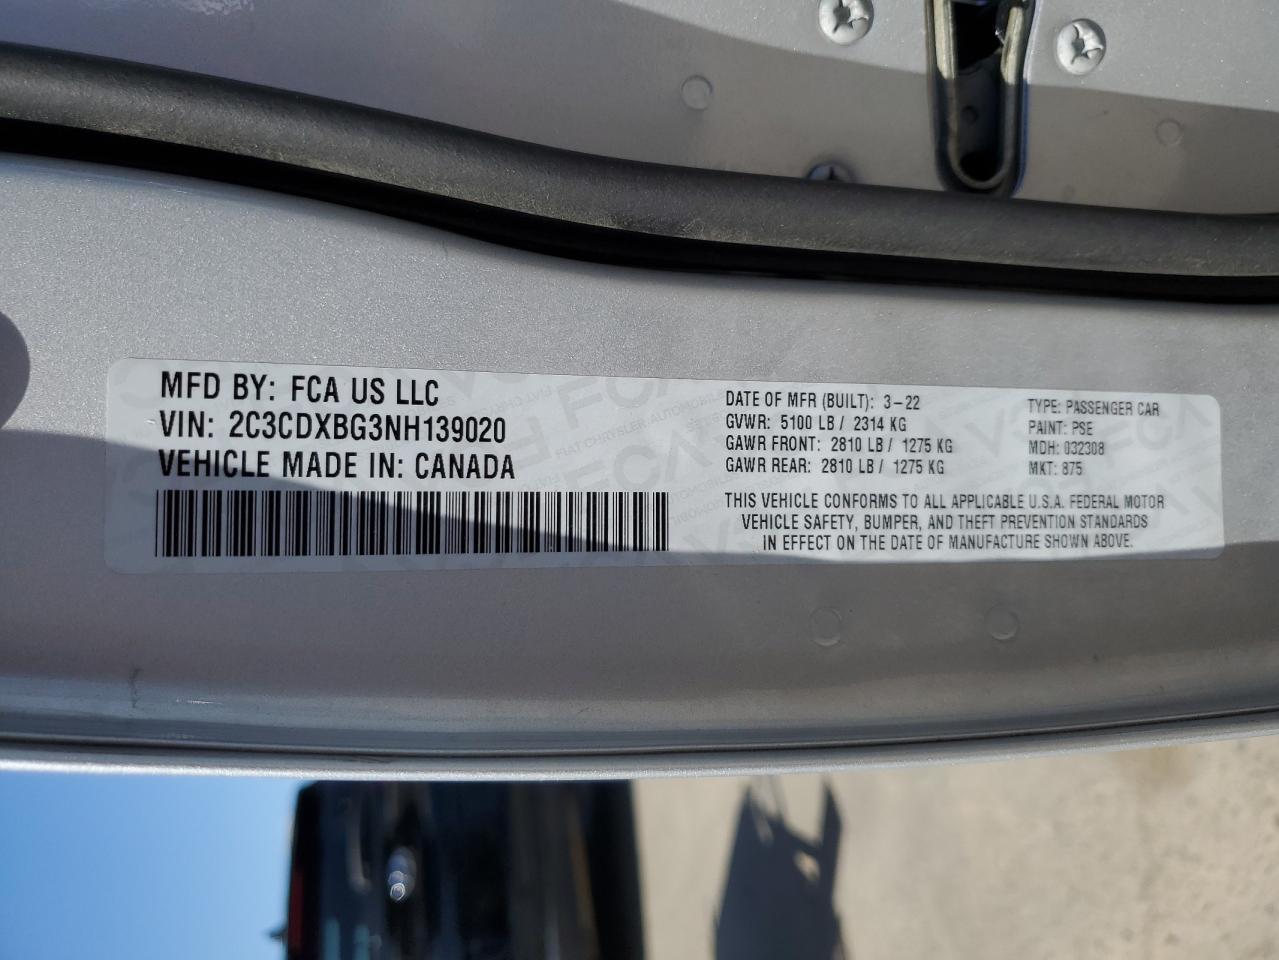 MFD BY: FCA US LLC
VIN: 2C3CDXBG3NH139020
VEHICLE MADE IN: CANADA
DATE OF MFR (BUILT): 3-22
GVWR: 5100 LB / 2314 KG
GAWR FRONT: 2810 LB / 1275 KG
GAWR REAR: 2810 LB / 1275 KG
TYPE: PASSENGER CAR
PAINT: PSE
MDH: 032308
MKT: 875
THIS VEHICLE CONFORMS TO ALL APPLICABLE U.S.A. FEDERAL MOTOR
VEHICLE SAFETY, BUMPER, AND THEFT PREVENTION STANDARDS
IN EFFECT ON THE DATE OF MANUFACTURE SHOWN ABOVE.